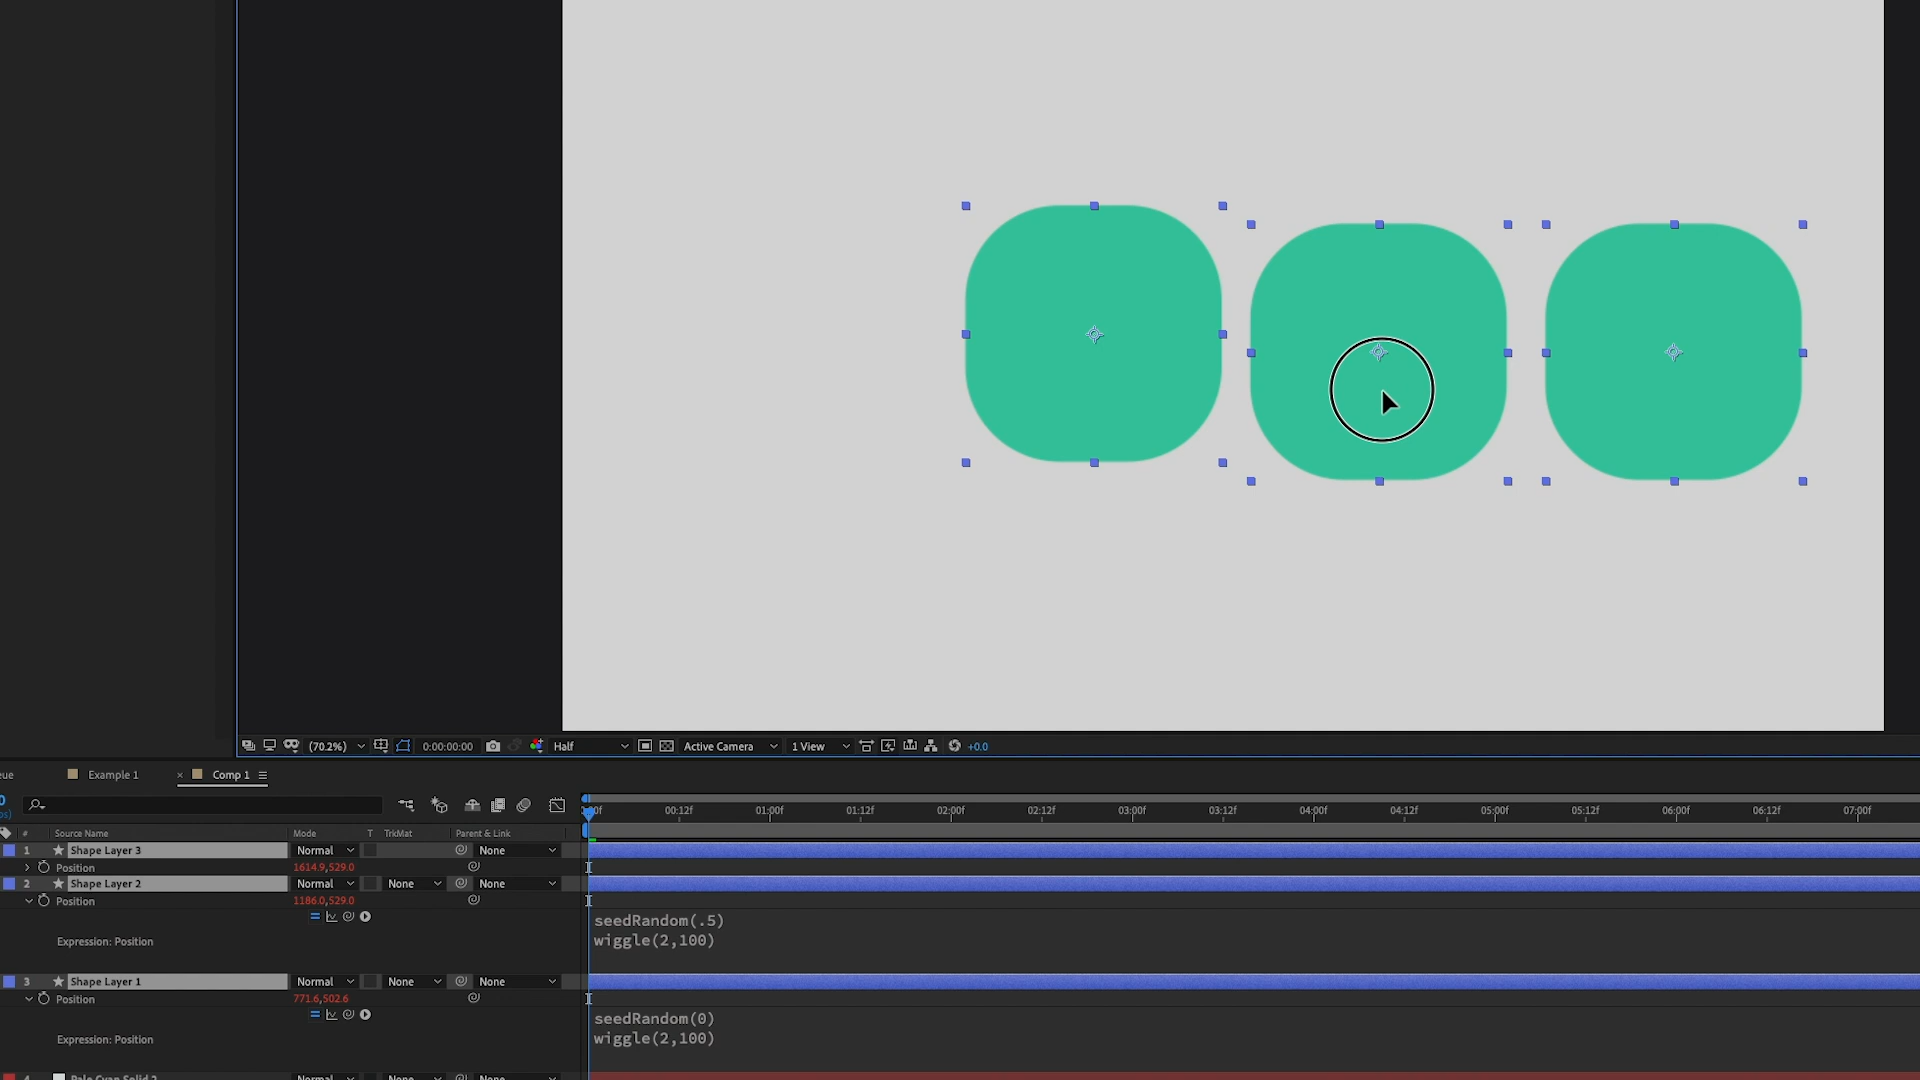 (70.2%) 0:00:00:00 Half Active Camera 1 View +0.0
Example 1 × Comp 1
00:12f 01:00f 01:12f 02:00f 02:12f 03:00f 03:12f 04:00f 04:12f 05:00f 05:12f 06:00f 06:12f 07:00f
# Source Name Mode T TrkMat Parent & Link
1 Shape Layer 3 Normal None
Position 1614.9,529.0
2 Shape Layer 2 Normal None None
Position 1186.0,529.0
seedRandom(.5)
Expression: Position wiggle(2,100)
3 Shape Layer 1 Normal None None
Position 771.6,502.6
seedRandom(0)
Expression: Position wiggle(2,100)
4 Pale Cyan Solid 2 Normal None None